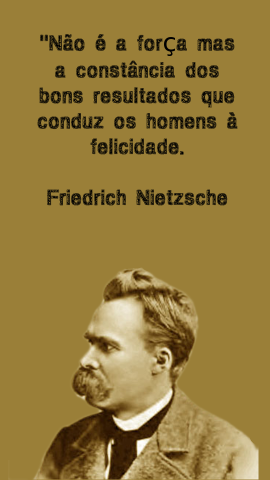 "Não é a forÇa mas
a constância dos
bons resultados que
conduz os homens à
felicidade.
Friedrich Nietzsche